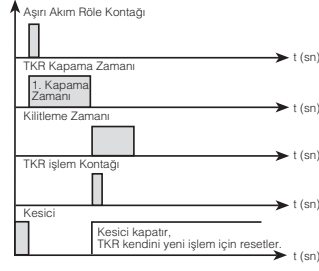 Aşırı Akım Röle Kontağı
t (sn)
TKR Kapama Zamanı
1. Kapama
Zamanı
t (sn)
Kilitleme Zamanı
t (sn)
TKR işlem Kontağı
t (sn)
Kesici
Kesici kapatır,
TKR kendini yeni işlem için resetler.
t (sn)